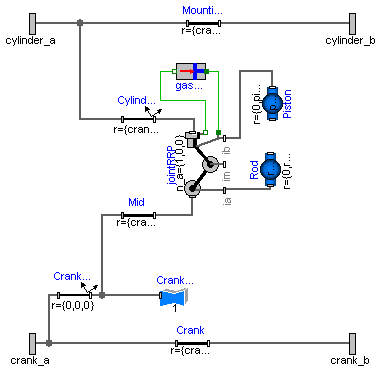 Mounti...
cylinder_a
r={cra...
cylinder_b
gas...
Cylind...
r={cran...
r={0,pi...
Piston
jointRRP
n_a={1,0,0}
ib
im
ia
Rod
r={0,r...
Mid
r={cra...
Crank...
r={0,0,0}
Crank...
1
Crank
crank_a
r={cra...
crank_b